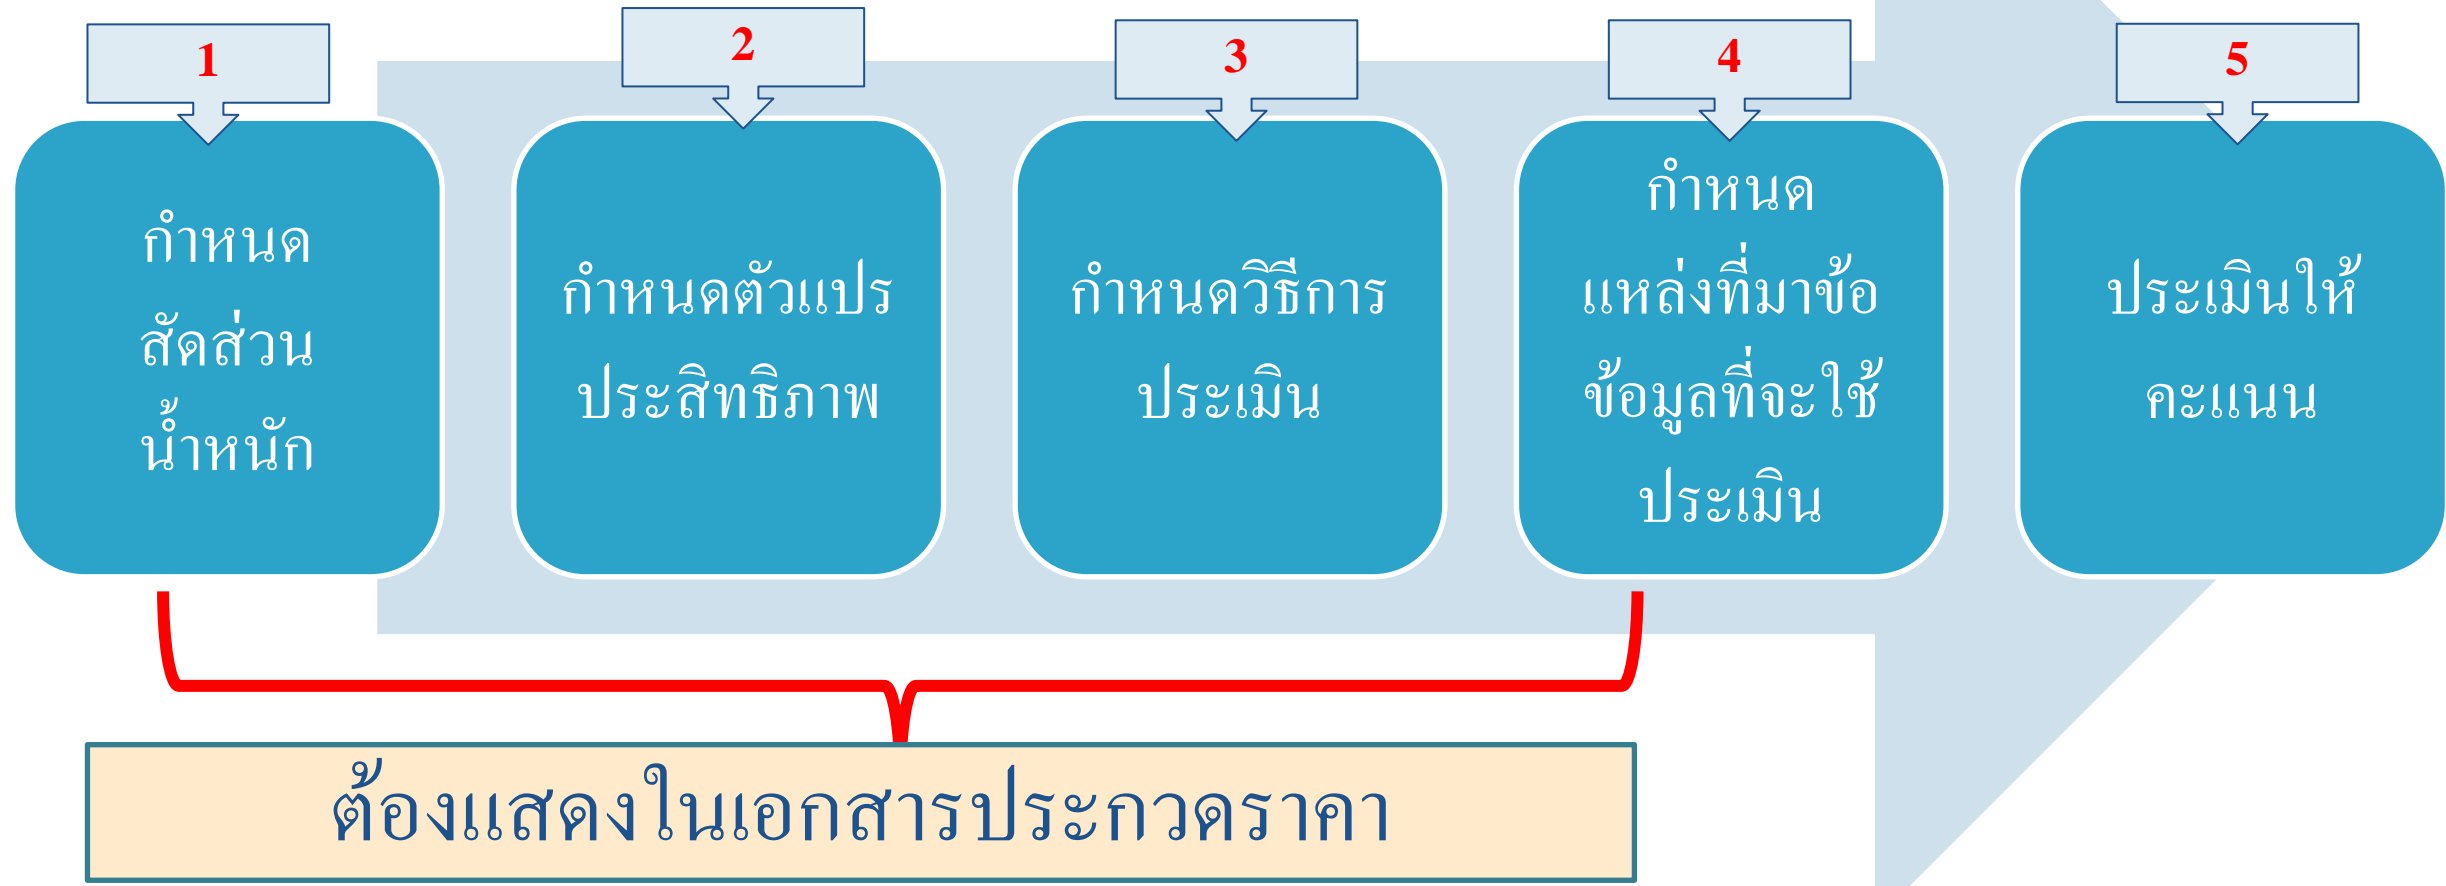 1
กำหนด
สัดส่วน
น้ำหนัก
2
กำหนดตัวแปร
ประสิทธิภาพ
3
กำหนดวิธีการ
ประเมิน
4
กำหนด
แหล่งที่มาข้อ
ข้อมูลที่จะใช้
ประเมิน
5
ประเมินให้
คะแนน
ต้องแสดงในเอกสารประกวดราคา